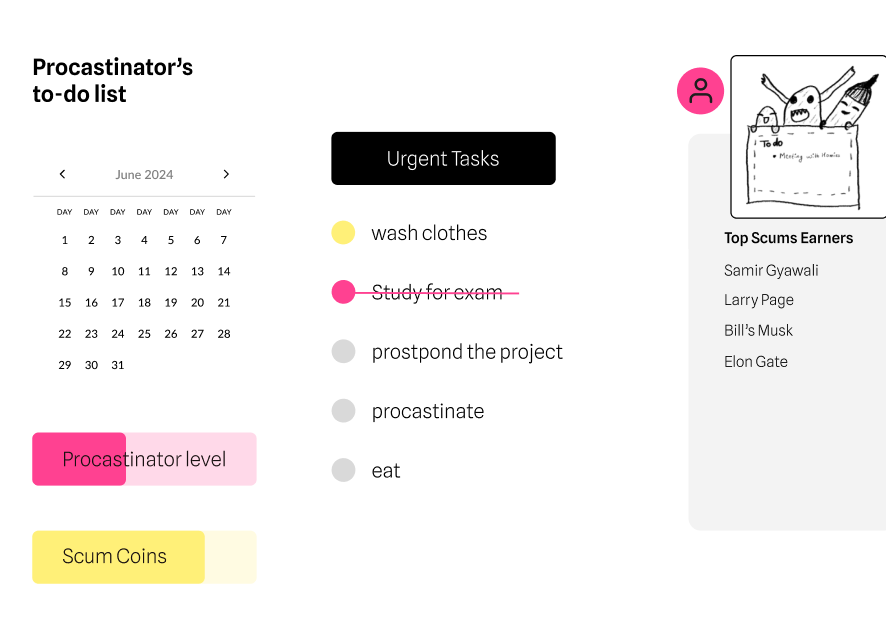 Procastinator's
to-do list
June 2024
DAY DAY DAY DAY DAY DAY DAY
1 2 3 4 5 6 7
8 9 10 11 12 13 14
15 16 17 18 19 20 21
22 23 24 25 26 27 28
29 30 31
Procastinator level
Scum Coins
Urgent Tasks
wash clothes
Study for exam
prostpond the project
procastinate
eat
To do
• Meeting with Homies
Top Scums Earners
Samir Gyawali
Larry Page
Bill's Musk
Elon Gate